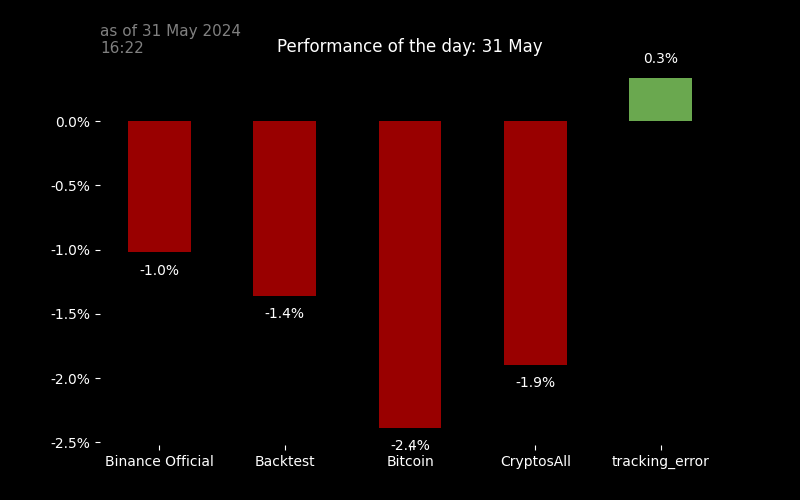 as of 31 May 2024
16:22
Performance of the day: 31 May
0.3%
0.0%
-0.5%
-1.0%
-1.0%
-1.4%
-1.5%
-1.9%
-2.0%
-2.4%
-2.5%
Binance Official
Backtest
Bitcoin
CryptosAll
tracking_error